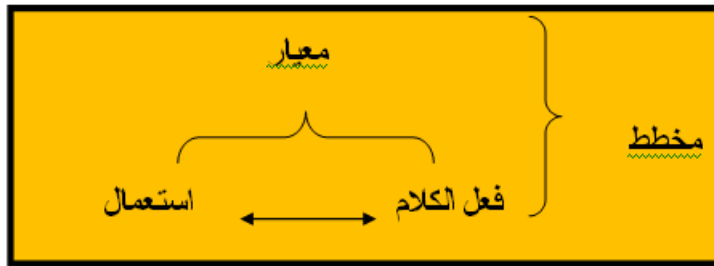 معيار
مخطط
فعل الكلام
استعمال